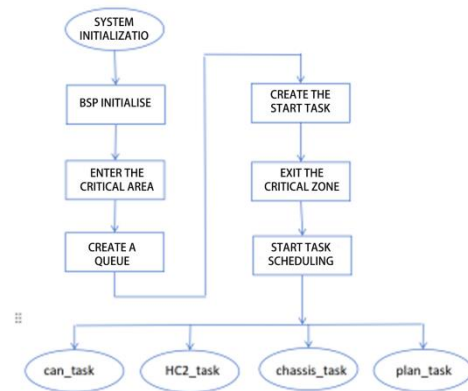 SYSTEM
INITIALIZATIO
BSP INITIALISE
ENTER THE
CRITICAL AREA
CREATE A
QUEUE
CREATE THE
START TASK
EXIT THE
CRITICAL ZONE
START TASK
SCHEDULING
can_task
HC2_task
chassis_task
plan_task